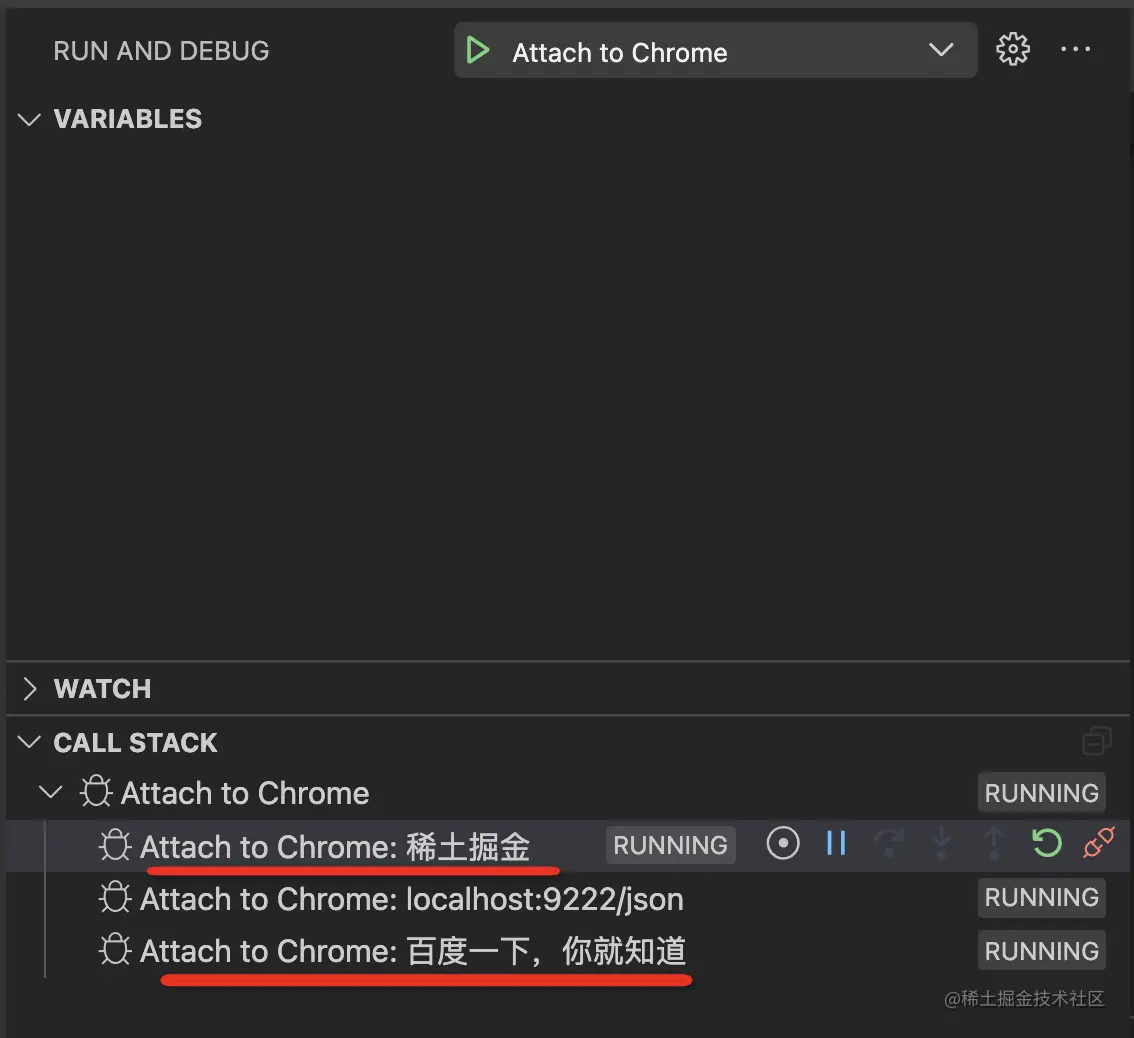 RUN AND DEBUG Attach to Chrome
VARIABLES
WATCH
CALL STACK
Attach to Chrome RUNNING
Attach to Chrome: 稀土掘金 RUNNING
Attach to Chrome: localhost:9222/json RUNNING
Attach to Chrome: 百度一下，你就知道 RUNNING
@稀土掘金技术社区